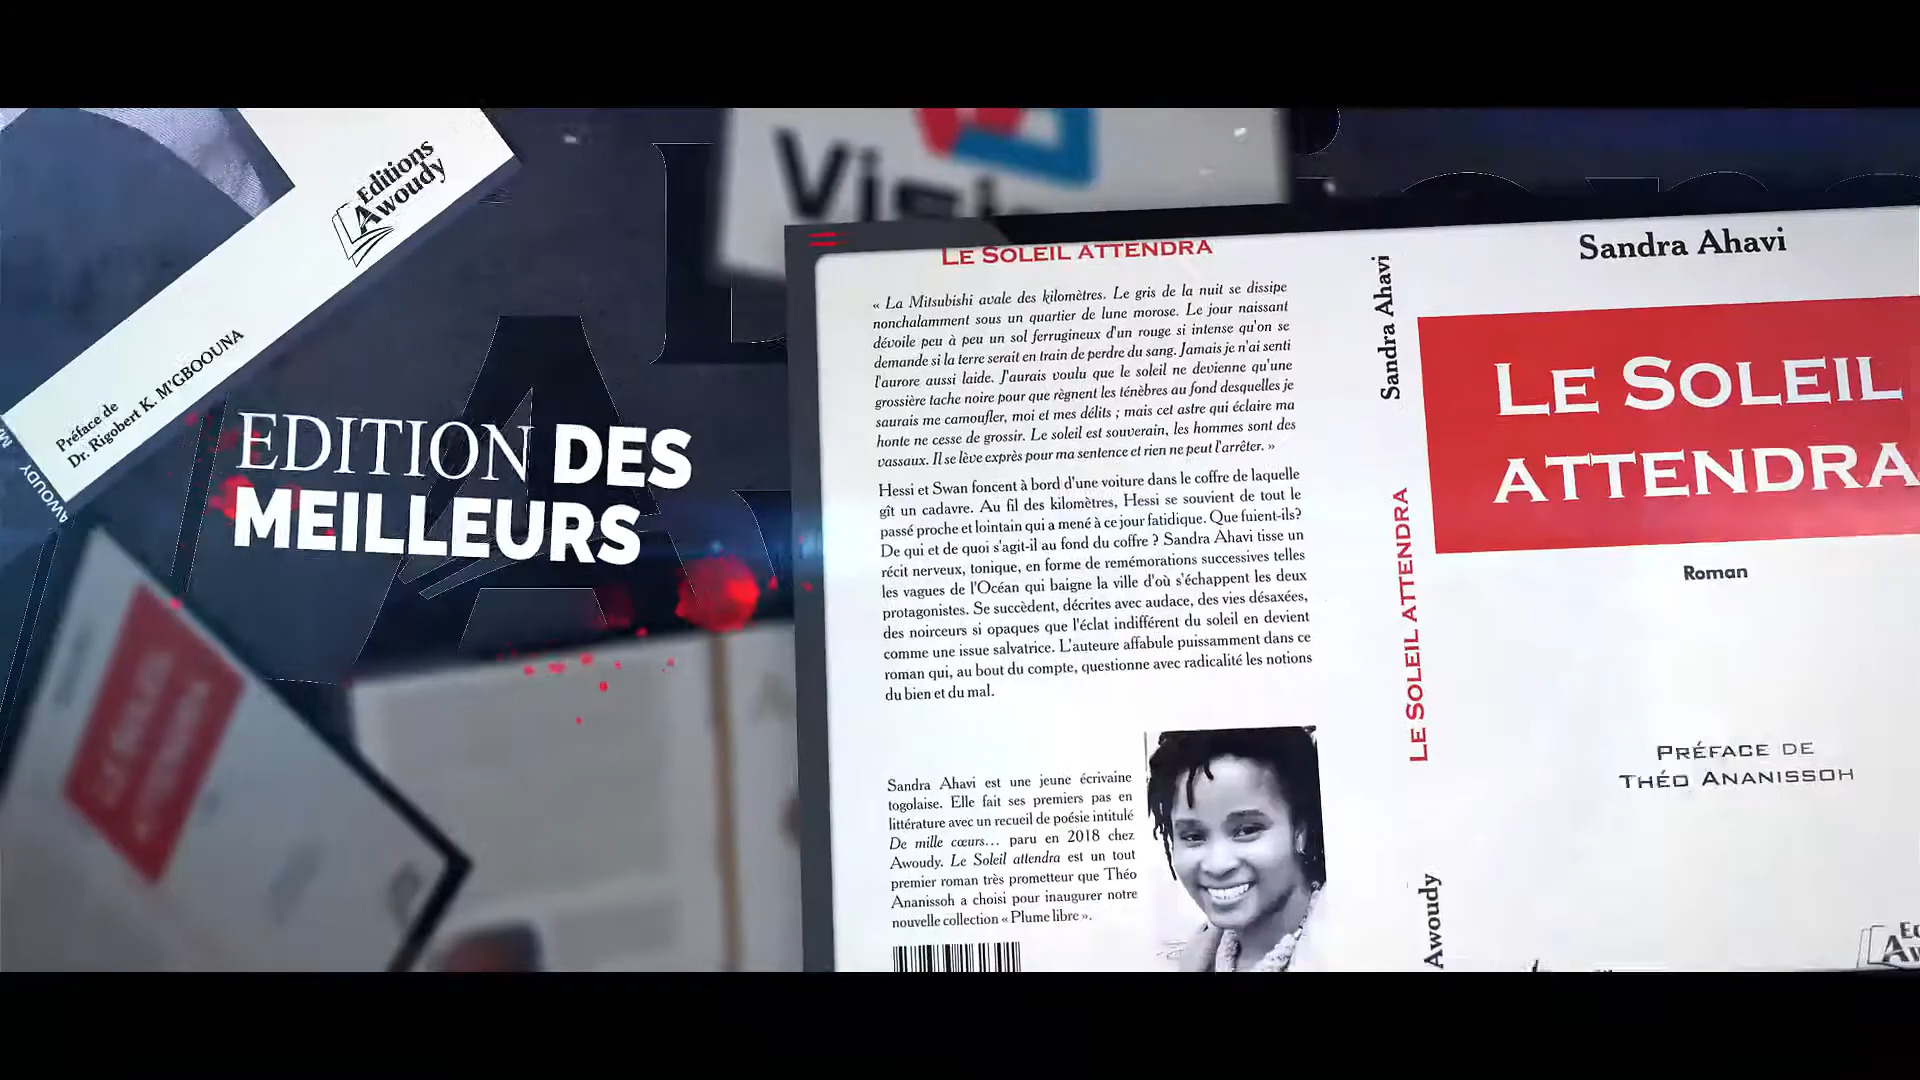 Editions
Awoudy
Préface de
Dr. Rigobert K. M'GBOOUNA
AWOUDY
EDITION DES
MEILLEURS
LE SOLEIL ATTENDRA
« La Mitsubishi avale des kilomètres. Le gris de la nuit se dissipe
nonchalamment sous un quartier de lune morose. Le jour naissant
dévoile peu à peu un sol ferrugineux d'un rouge si intense qu'on se
demande si la terre serait en train de perdre du sang. Jamais je n'ai senti
l'aurore aussi laide. J'aurais voulu que le soleil ne devienne qu'une
grossière tache noire pour que règnent les ténèbres au fond desquelles je
saurais me camoufler, moi et mes délits ; mais cet astre qui éclaire ma
honte ne cesse de grossir. Le soleil est souverain, les hommes sont des
vassaux. Il se lève exprès pour ma sentence et rien ne peut l'arrêter. »
Hessi et Swan foncent à bord d'une voiture dans le coffre de laquelle
gît un cadavre. Au fil des kilomètres, Hessi se souvient de tout le
passé proche et lointain qui a mené à ce jour fatidique. Que fuient-ils?
De qui et de quoi s'agit-il au fond du coffre ? Sandra Ahavi tisse un
récit nerveux, tonique, en forme de remémorations successives telles
les vagues de l'Océan qui baigne la ville d'où s'échappent les deux
protagonistes. Se succèdent, décrites avec audace, des vies désaxées,
des noirceurs si opaques que l'éclat indifférent du soleil en devient
comme une issue salvatrice. L'auteure affabule puissamment dans ce
roman qui, au bout du compte, questionne avec radicalité les notions
du bien et du mal.
Sandra Ahavi est une jeune écrivaine
togolaise. Elle fait ses premiers pas en
littérature avec un recueil de poésie intitulé
De mille cœurs... paru en 2018 chez
Awoudy. Le Soleil attendra est un tout
premier roman très prometteur que Théo
Ananissoh a choisi pour inaugurer notre
nouvelle collection « Plume libre ».
Sandra Ahavi
LE SOLEIL ATTENDRA
Awoudy
Sandra Ahavi
LE SOLEIL
ATTENDRA
Roman
PRÉFACE DE
THÉO ANANISSOH